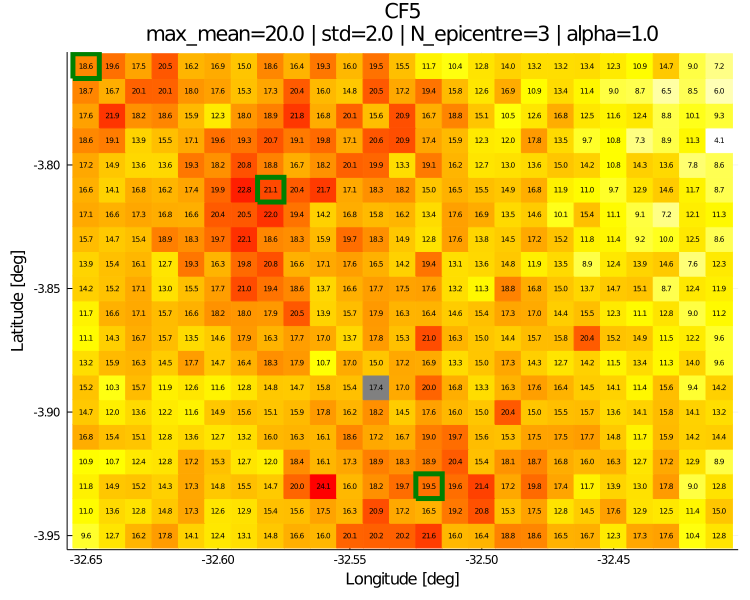 CF5
max_mean=20.0 | std=2.0 | N_epicentre=3 | alpha=1.0
18.6 19.6 17.5 20.5 16.2 16.9 15.0 18.6 16.4 19.3 16.0 19.5 15.5 11.7 10.4 12.8 14.0 13.2 13.2 13.4 12.3 10.9 14.7 9.0 7.2
18.7 16.7 20.1 20.1 18.0 17.6 15.6 17.3 20.4 16.0 14.8 20.5 17.2 19.4 15.8 12.8 16.9 10.9 13.4 11.4 9.0 8.7 6.5 8.5 6.0
17.6 21.9 18.2 18.6 15.9 12.3 18.0 18.9 21.8 16.8 20.1 15.6 20.9 16.7 18.8 15.1 10.5 12.6 16.8 12.5 11.6 12.4 8.8 10.1 9.3
18.6 19.1 13.9 15.5 17.1 19.6 19.3 20.7 19.1 19.8 17.1 20.6 20.9 17.4 15.9 12.3 12.0 17.8 13.5 9.7 10.8 7.3 8.9 11.3 4.1
-3.80 17.2 14.9 13.6 13.6 19.3 18.2 20.8 18.8 16.7 18.2 20.1 19.9 13.3 19.1 16.2 12.7 13.0 13.6 15.0 14.2 10.8 14.3 13.6 7.8 8.6
16.6 14.1 16.8 16.2 17.4 19.9 22.8 21.1 20.4 21.7 17.1 18.3 18.2 15.0 16.5 15.5 14.9 16.8 11.9 11.0 9.7 12.9 14.6 11.7 8.7
17.1 16.6 17.3 16.8 16.6 20.4 20.5 22.0 19.4 14.2 16.8 15.8 16.2 13.4 17.6 16.9 13.5 14.6 10.1 15.4 11.1 9.1 7.2 12.1 11.3
15.7 14.7 15.4 18.9 18.3 19.7 22.1 18.6 18.3 15.9 19.7 18.3 14.9 12.8 17.6 13.8 14.5 17.2 15.2 11.8 11.4 9.2 10.0 12.5 8.6
13.9 15.4 16.1 12.7 19.3 16.3 19.8 20.8 16.6 17.1 17.6 16.5 14.2 19.4 13.1 13.6 14.8 11.9 13.5 8.9 12.4 13.9 14.6 7.6 12.3
-3.85 14.2 15.2 17.1 13.0 15.5 17.7 21.0 19.4 18.6 13.7 15.7 16.6 17.5 17.6 13.2 11.3 18.8 16.8 15.0 13.7 14.5 15.1 8.7 12.4 11.9
11.7 16.6 17.1 15.7 16.6 18.2 18.0 17.9 20.5 13.9 15.9 18.3 13.6 15.4 16.3 14.4 17.3 17.0 15.4 14.4 12.3 11.1 12.8 9.0 11.2
11.1 14.3 16.7 15.7 13.5 14.6 17.9 16.3 17.7 17.0 13.7 17.8 15.3 21.0 16.3 15.0 14.4 15.7 15.8 20.4 15.2 14.9 11.5 12.2 9.6
13.2 15.9 16.3 14.5 17.7 14.7 16.4 18.3 17.9 10.7 17.0 15.0 17.2 16.9 13.3 15.0 17.3 14.3 12.7 14.2 11.5 13.4 11.3 14.0 9.6
15.2 10.3 15.7 11.9 12.6 11.6 12.8 14.8 14.7 15.8 15.4 17.4 17.0 20.0 16.8 13.3 16.3 17.6 16.4 14.5 14.1 11.4 15.6 9.4 14.2
-3.90 14.7 12.0 13.6 12.2 11.6 14.9 15.6 15.1 15.9 17.8 16.2 18.2 14.5 17.6 16.0 15.0 20.4 15.0 15.5 15.7 13.6 14.1 15.8 14.1 13.2
16.8 15.4 15.1 12.8 13.6 12.7 13.2 16.0 16.3 16.1 18.6 17.2 16.7 19.0 19.7 15.6 15.3 17.5 17.5 17.7 14.8 11.7 15.9 14.2 14.4
10.9 10.7 12.4 12.8 17.2 15.3 12.7 12.0 18.4 16.1 17.3 18.9 18.3 18.9 20.4 15.4 18.1 18.7 16.8 16.0 16.3 12.7 17.2 12.9 8.9
11.8 14.9 15.2 14.3 17.3 14.8 15.5 14.7 20.0 24.1 16.3 18.2 19.7 19.5 19.6 21.4 17.2 19.8 17.4 11.7 13.9 13.0 17.8 9.0 12.8
11.0 13.6 12.8 14.8 17.3 12.6 12.9 15.4 15.6 14.6 17.5 20.9 17.2 16.5 19.2 20.8 15.3 15.7 12.8 14.5 17.6 12.9 12.5 11.4 15.0
-3.95 9.6 12.7 16.2 17.8 14.1 12.4 13.1 14.8 16.6 16.0 20.1 20.2 20.2 21.6 16.0 16.4 18.8 18.6 16.5 16.7 12.3 17.3 17.6 10.4 12.8
-32.65 -32.60 -32.55 -32.50 -32.45
Longitude [deg]
Latitude [deg]